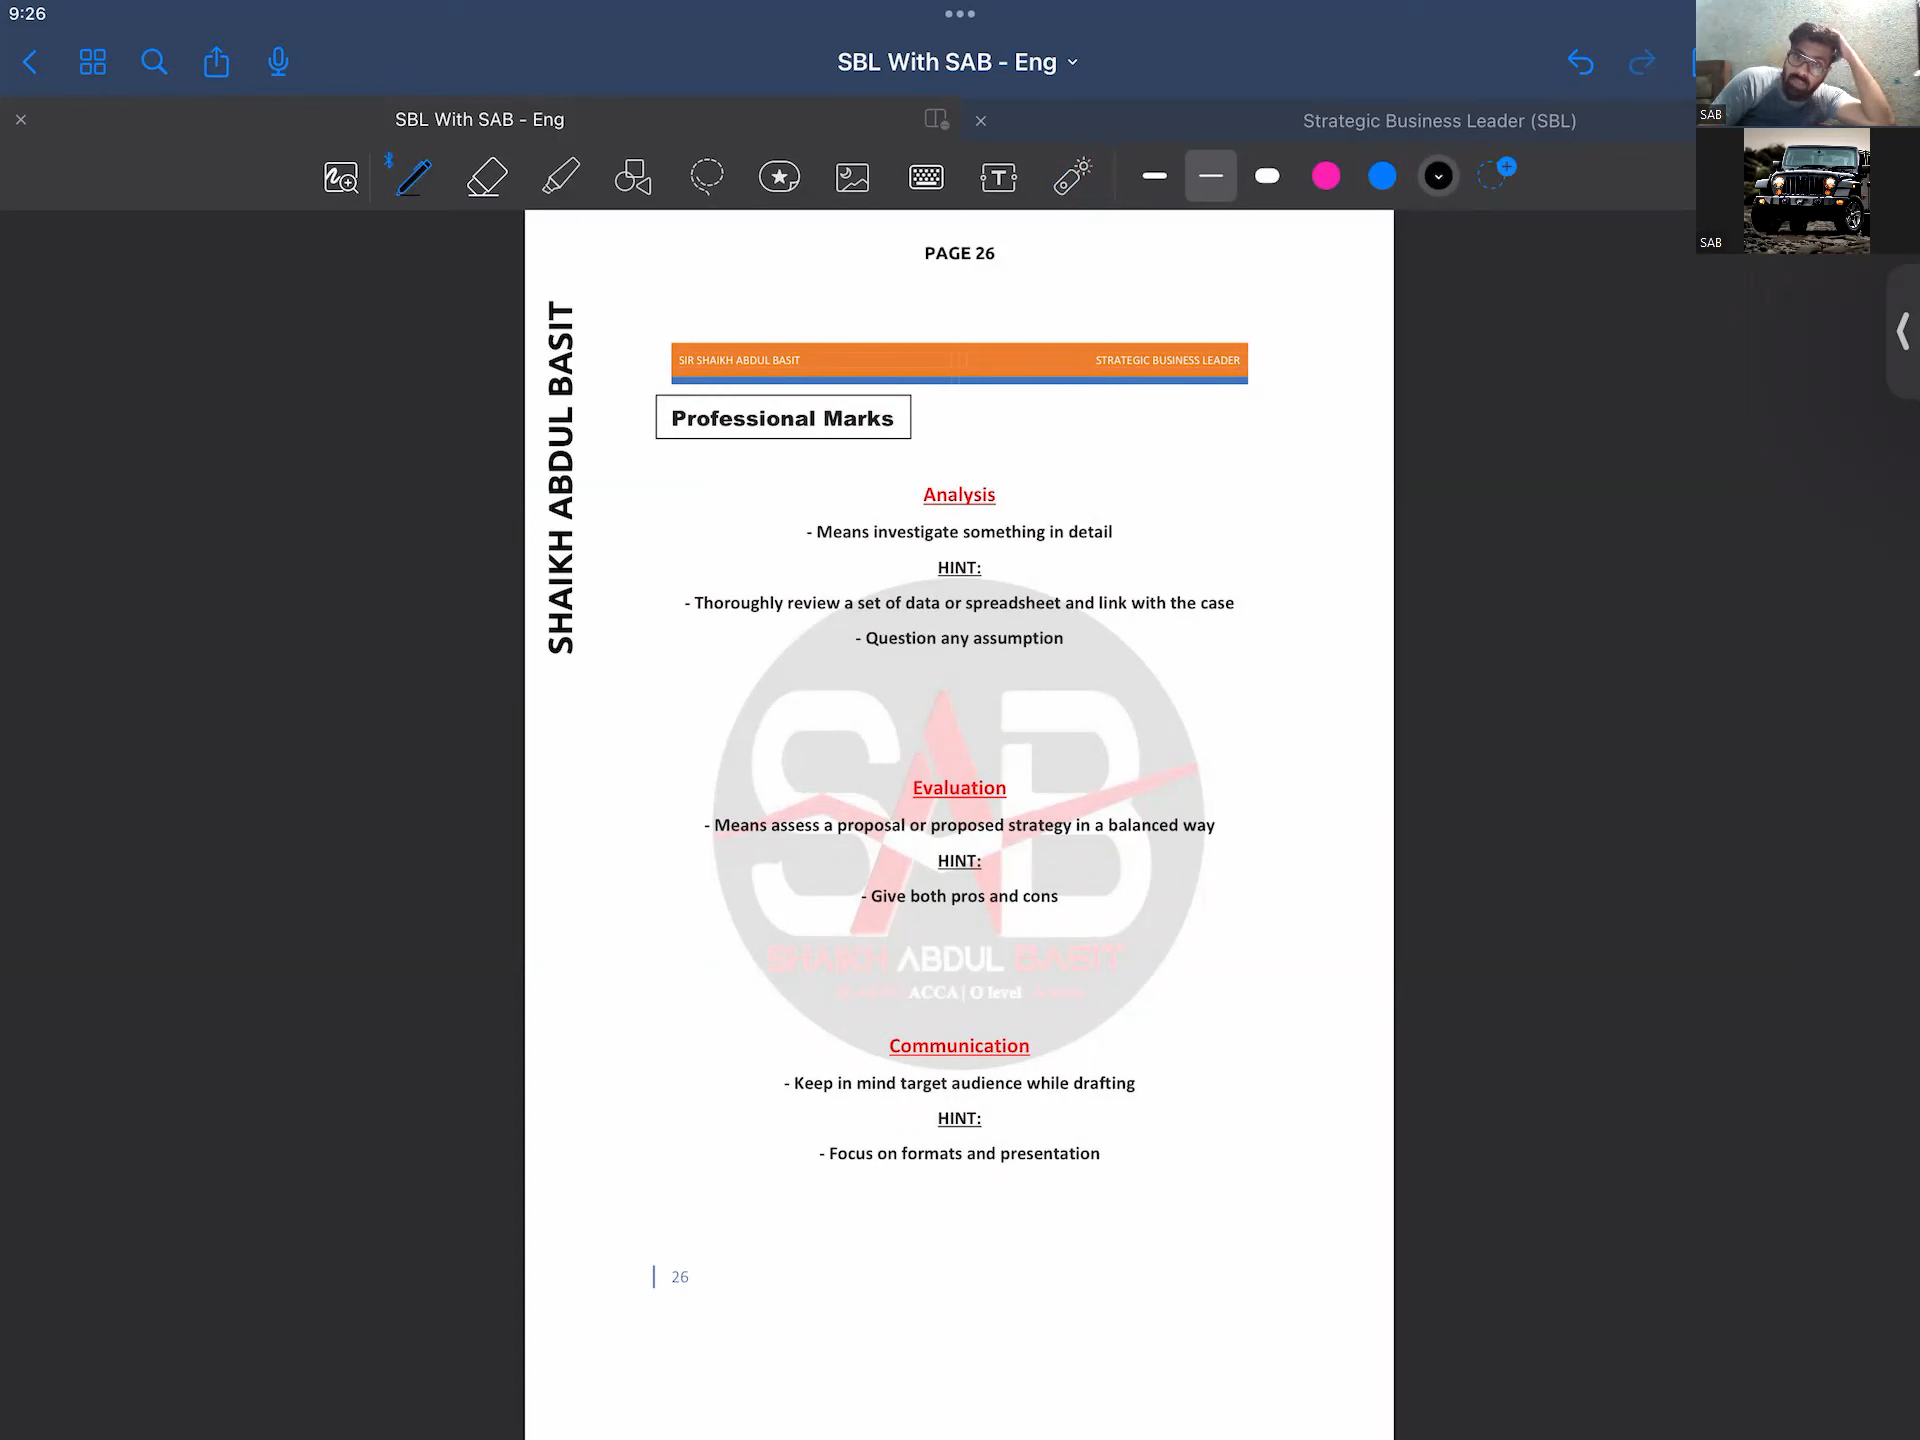 9:26
SBL With SAB - Eng
SBL With SAB - Eng
Strategic Business Leader (SBL)
SAB
SAB
PAGE 26
SHAIKH ABDUL BASIT
SIR SHAIKH ABDUL BASIT
STRATEGIC BUSINESS LEADER
Professional Marks
Analysis
- Means investigate something in detail
HINT:
- Thoroughly review a set of data or spreadsheet and link with the case
- Question any assumption
Evaluation
- Means assess a proposal or proposed strategy in a balanced way
HINT:
- Give both pros and cons
SAB
SHAIKH ABDUL BASIT
ACCA | O level
Communication
- Keep in mind target audience while drafting
HINT:
- Focus on formats and presentation
26